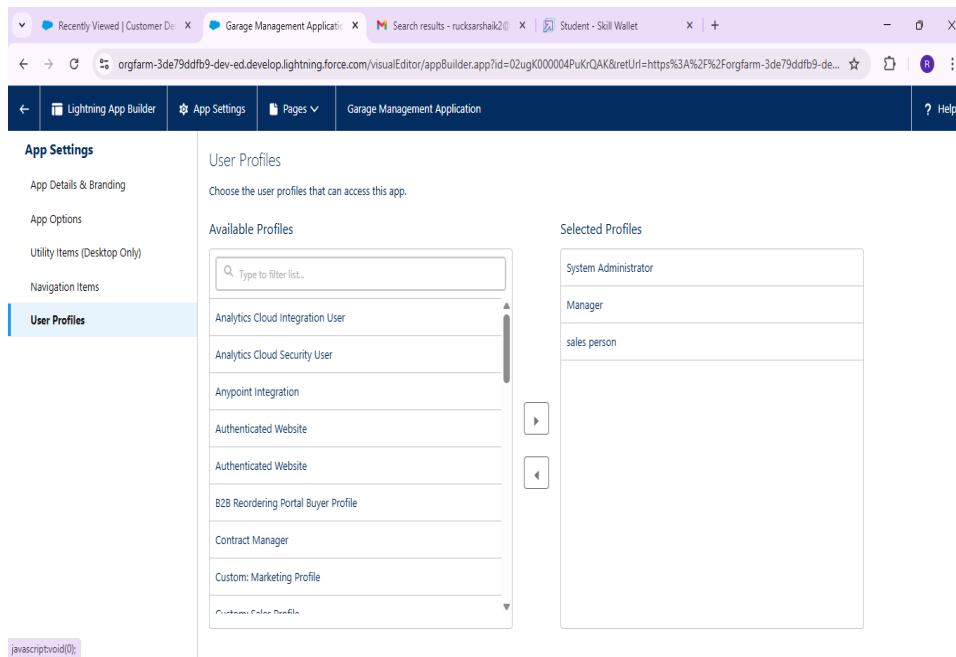 Recently Viewed | Customer De
Garage Management Applicatio
Search results - rucksarshaik2@
Student - Skill Wallet
orgfarm-3de79ddfb9-dev-ed.develop.lightning.force.com/visualEditor/appBuilder.app?id=02ugK000004PuKrQAK&retUrl=https%3A%2F%2Forgfarm-3de79ddfb9-de...
R
Lightning App Builder
App Settings
Pages
Garage Management Application
? Help
App Settings
App Details & Branding
App Options
Utility Items (Desktop Only)
Navigation Items
User Profiles
User Profiles
Choose the user profiles that can access this app.
Available Profiles
Type to filter list...
Analytics Cloud Integration User
Analytics Cloud Security User
Anypoint Integration
Authenticated Website
Authenticated Website
B2B Reordering Portal Buyer Profile
Contract Manager
Custom: Marketing Profile
Custom: Sales Profile
Selected Profiles
System Administrator
Manager
sales person
javascript:void(0);